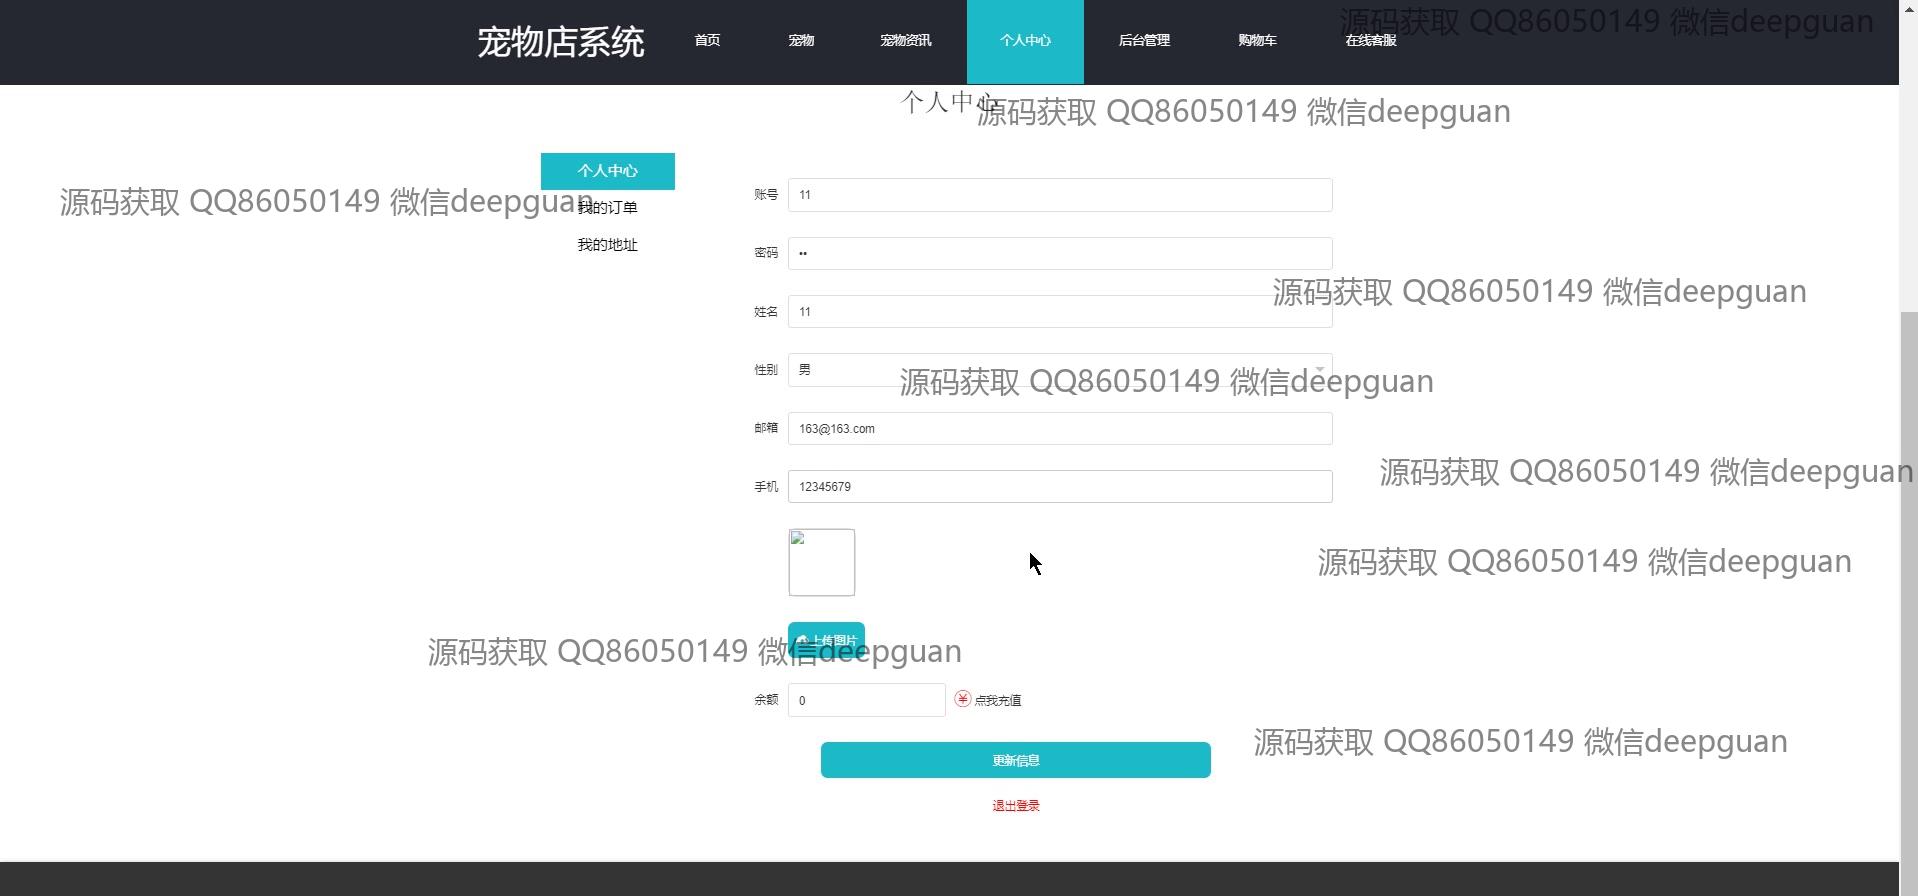 宠物店系统 首页 宠物 宠物资讯 个人中心 后台管理 购物车 在线客服
源码获取 QQ86050149 微信deepguan
个人中心
源码获取 QQ86050149 微信deepguan
个人中心
账号 11
源码获取 QQ86050149 微信deepguan
我的订单
我的地址
密码 ••
源码获取 QQ86050149 微信deepguan
姓名 11
性别 男
源码获取 QQ86050149 微信deepguan
邮箱 163@163.com
源码获取 QQ86050149 微信deepguan
手机 12345679
源码获取 QQ86050149 微信deepguan
上传图片
源码获取 QQ86050149 微信deepguan
余额 0 ¥ 点我充值
源码获取 QQ86050149 微信deepguan
更新信息
退出登录